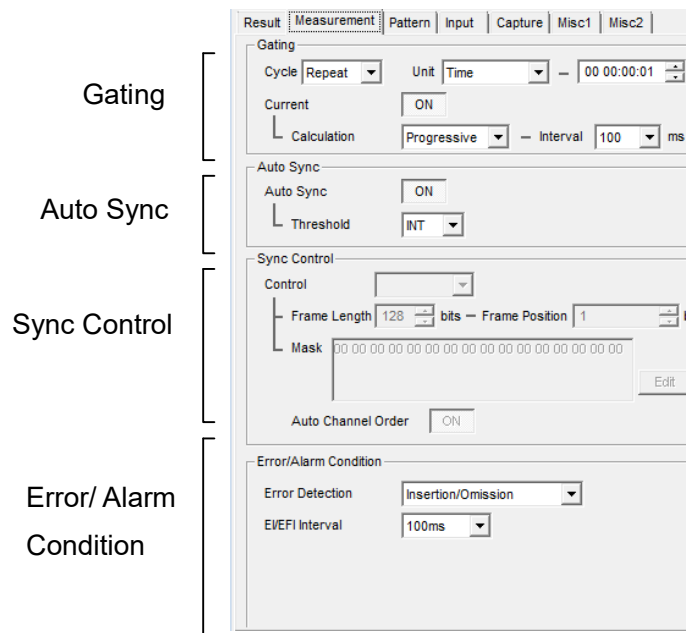 Result Measurement Pattern Input Capture Misc1 Misc2
Gating
Gating
Cycle Repeat Unit Time – 00 00:00:01
Current ON
Calculation Progressive – Interval 100 ms
Auto Sync
Auto Sync
Auto Sync ON
Threshold INT
Sync Control
Sync Control
Control
Frame Length 128 bits – Frame Position 1
Mask 00 00 00 00 00 00 00 00 00 00 00 00 00 00 00 00
Edit
Auto Channel Order ON
Error/ Alarm
Condition
Error/Alarm Condition
Error Detection Insertion/Omission
EI/EFI Interval 100ms